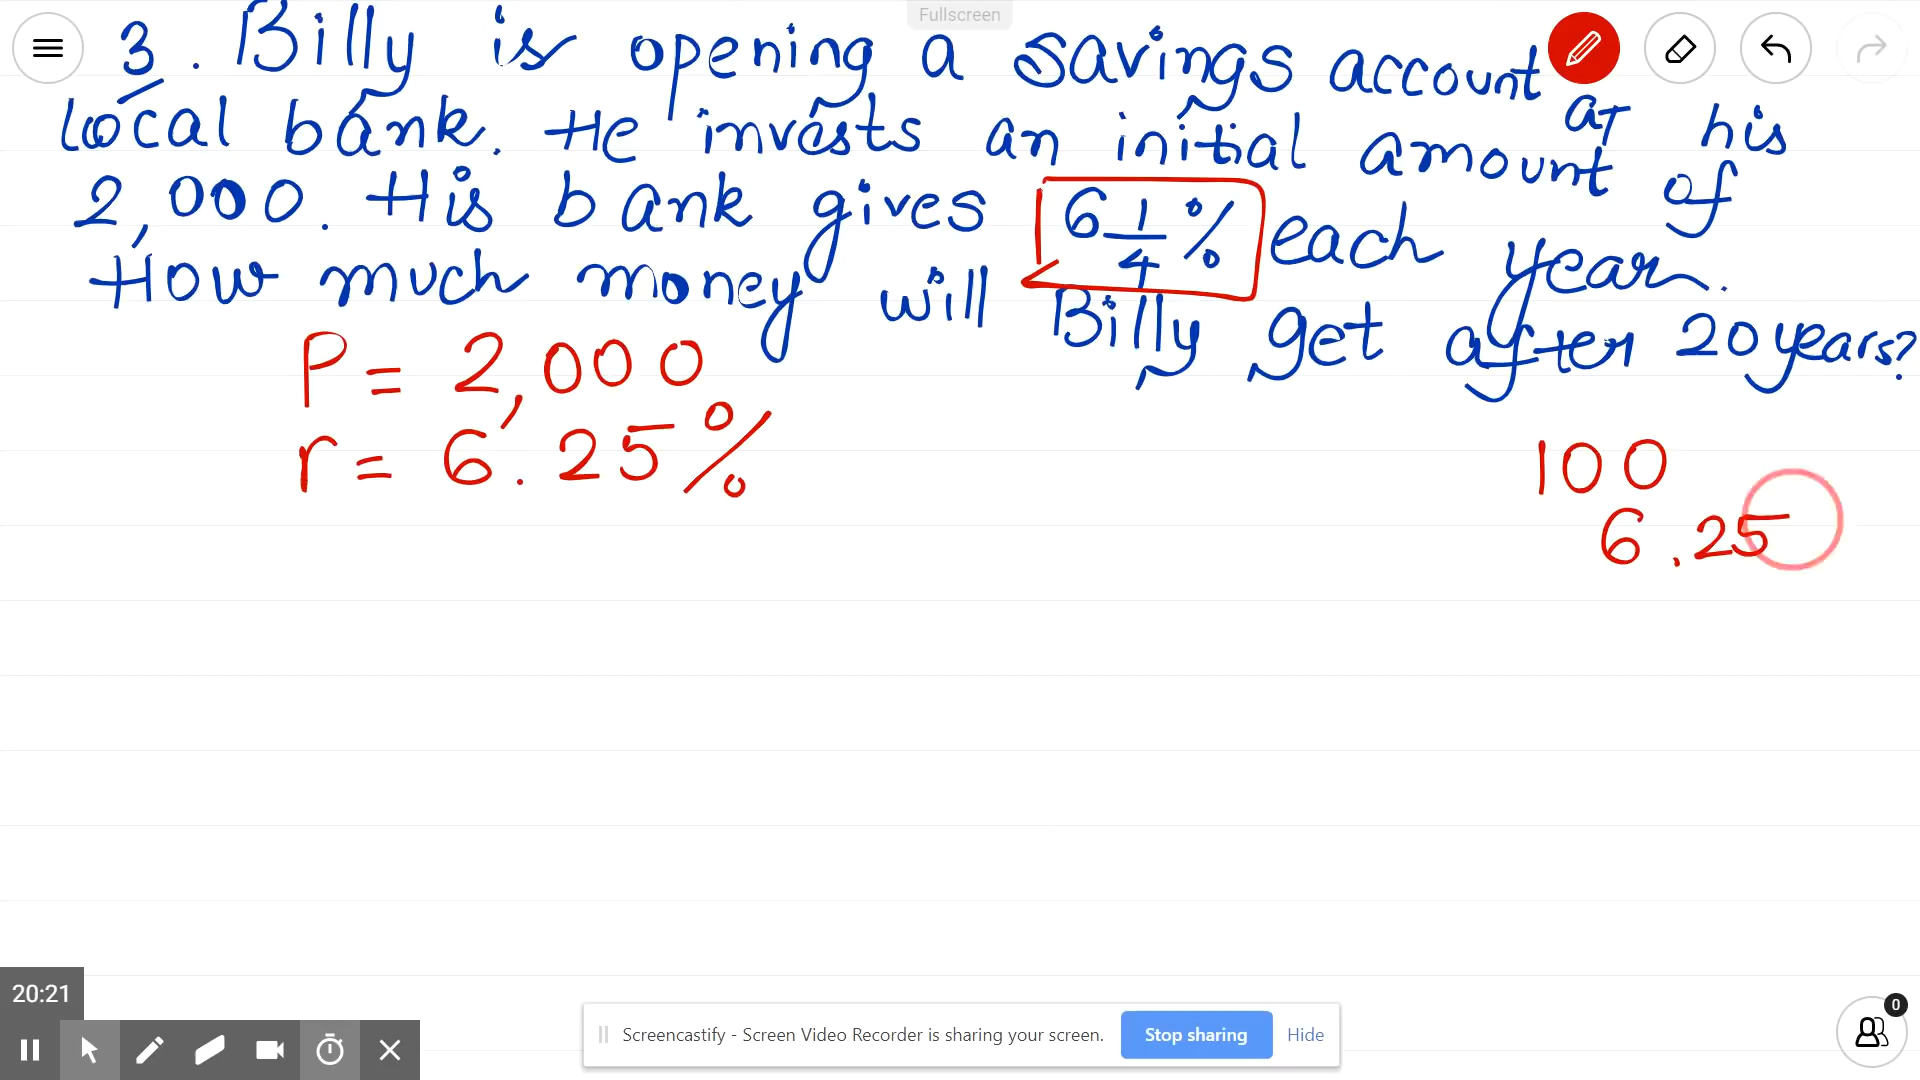 Fullscreen
3. Billy is opening a savings account at his
local bank. He invests an initial amount of
2,000. His bank gives 6 1/4 % each year.
How much money will Billy get after 20 years?
P = 2,000
r = 6.25%
100
6.25
20:21
Screencastify - Screen Video Recorder is sharing your screen. Stop sharing Hide
0